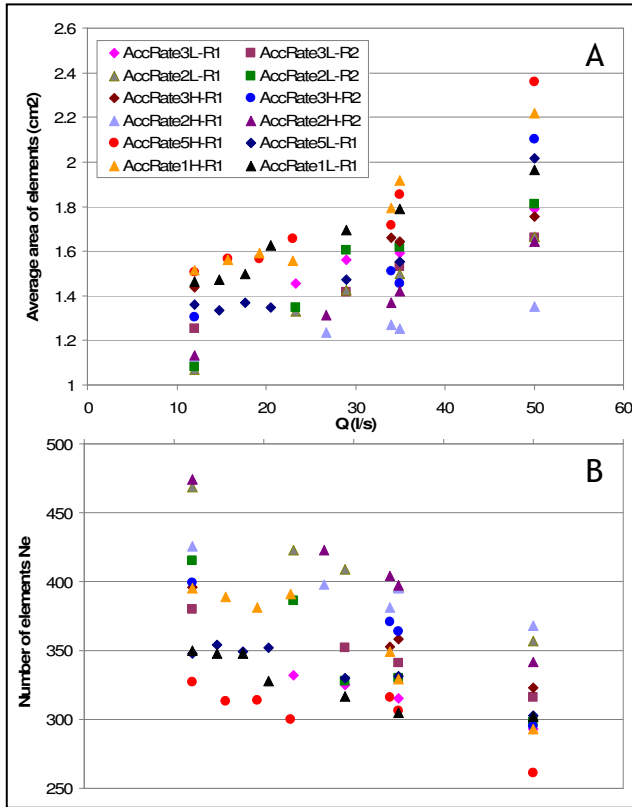 A
2.6
2.4
2.2
2
1.8
1.6
1.4
1.2
1
Average area of elements (cm2)
AccRate3L-R1 AccRate3L-R2
AccRate2L-R1 AccRate2L-R2
AccRate3H-R1 AccRate3H-R2
AccRate2H-R1 AccRate2H-R2
AccRate5H-R1 AccRate5L-R1
AccRate1H-R1 AccRate1L-R1
0 10 20 30 40 50 60
Q (l/s)
B
500
450
400
350
300
250
Number of elements Ne